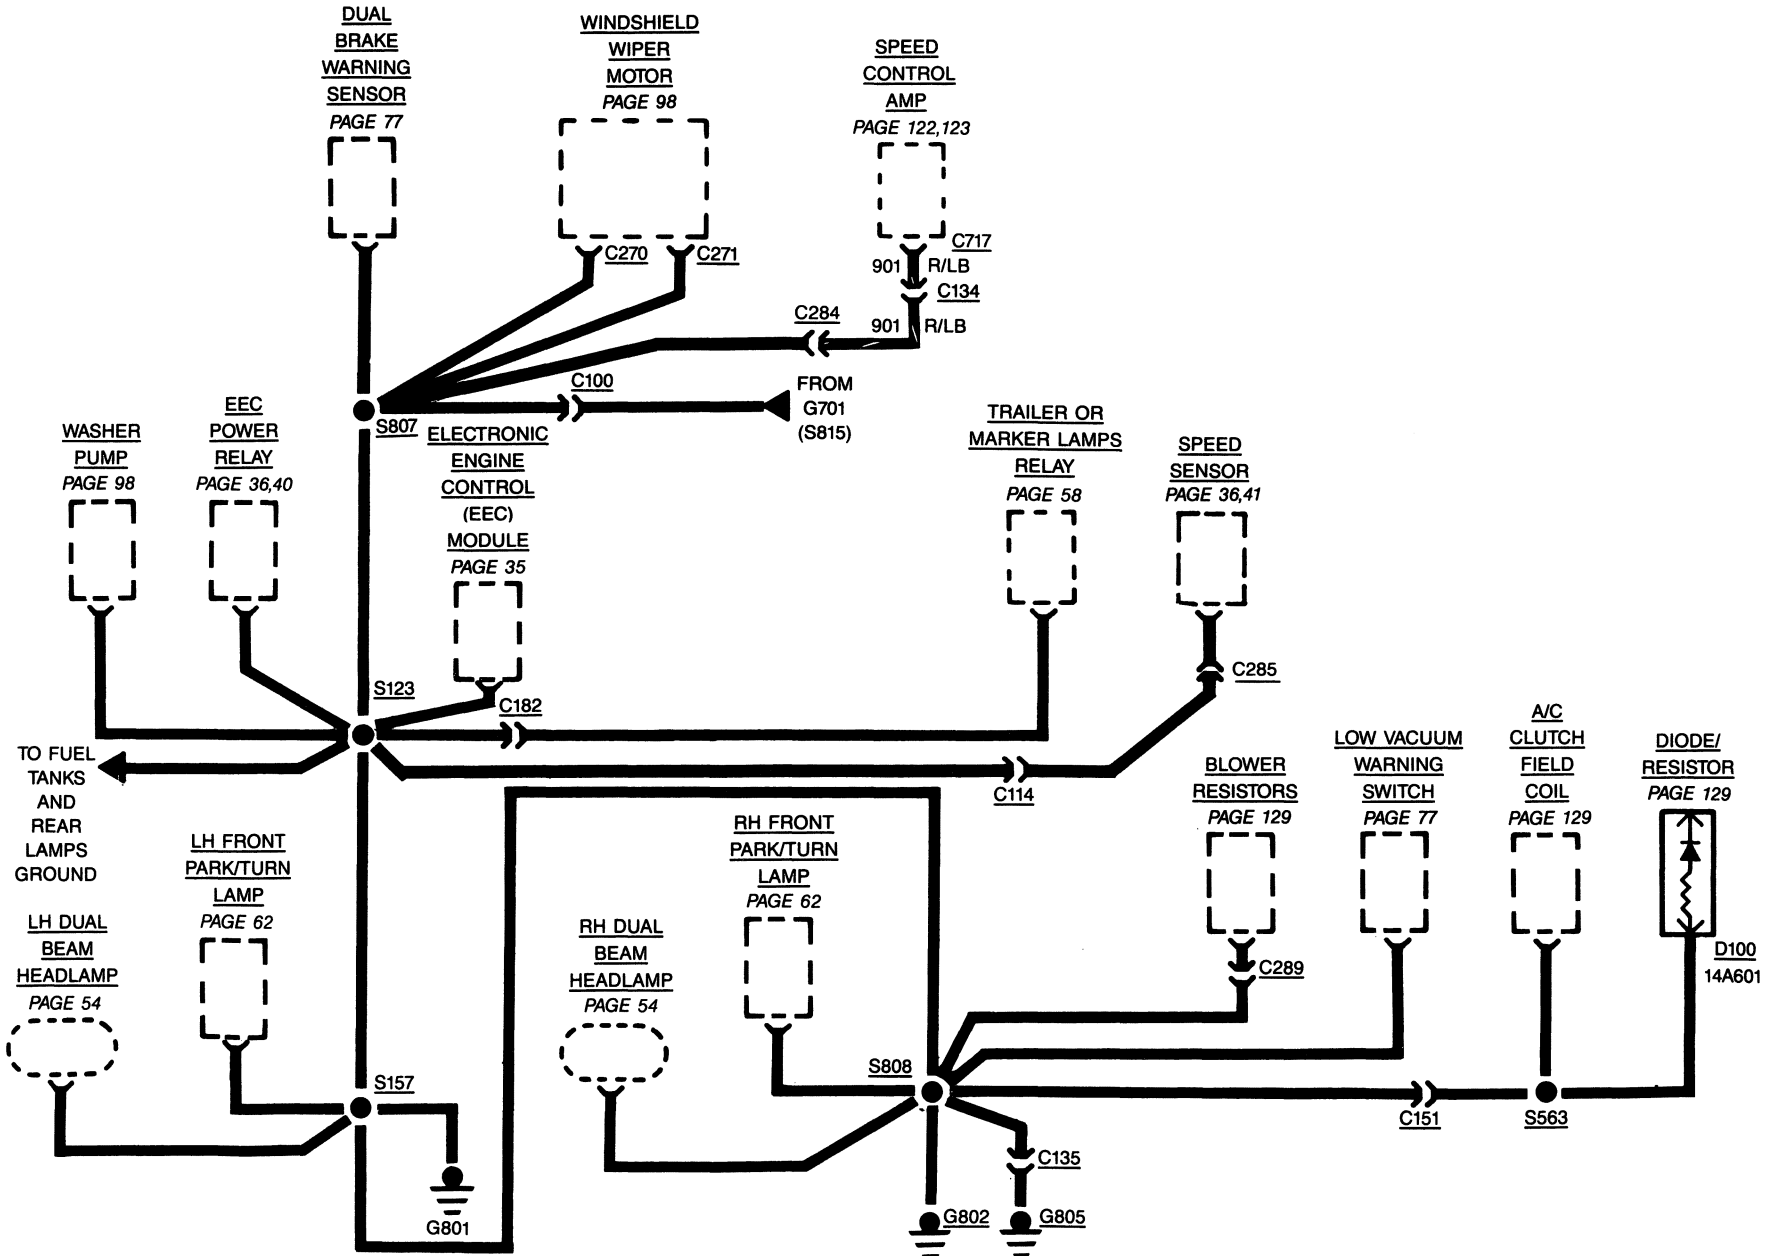 DUAL
BRAKE
WARNING
SENSOR
PAGE 77
WINDSHIELD
WIPER
MOTOR
PAGE 98
SPEED
CONTROL
AMP
PAGE 122,123
C270
C271
C717
901 R/LB
C134
901 R/LB
C284
C100
FROM
G701
(S815)
S807
WASHER
PUMP
PAGE 98
EEC
POWER
RELAY
PAGE 36,40
ELECTRONIC
ENGINE
CONTROL
(EEC)
MODULE
PAGE 35
TRAILER OR
MARKER LAMPS
RELAY
PAGE 58
SPEED
SENSOR
PAGE 36,41
C285
S123
C182
C114
TO FUEL
TANKS
AND
REAR
LAMPS
GROUND
LH FRONT
PARK/TURN
LAMP
PAGE 62
LH DUAL
BEAM
HEADLAMP
PAGE 54
S157
G801
RH FRONT
PARK/TURN
LAMP
PAGE 62
RH DUAL
BEAM
HEADLAMP
PAGE 54
BLOWER
RESISTORS
PAGE 129
LOW VACUUM
WARNING
SWITCH
PAGE 77
A/C
CLUTCH
FIELD
COIL
PAGE 129
DIODE/
RESISTOR
PAGE 129
D100
14A601
C289
S808
C151
S563
C135
G802
G805